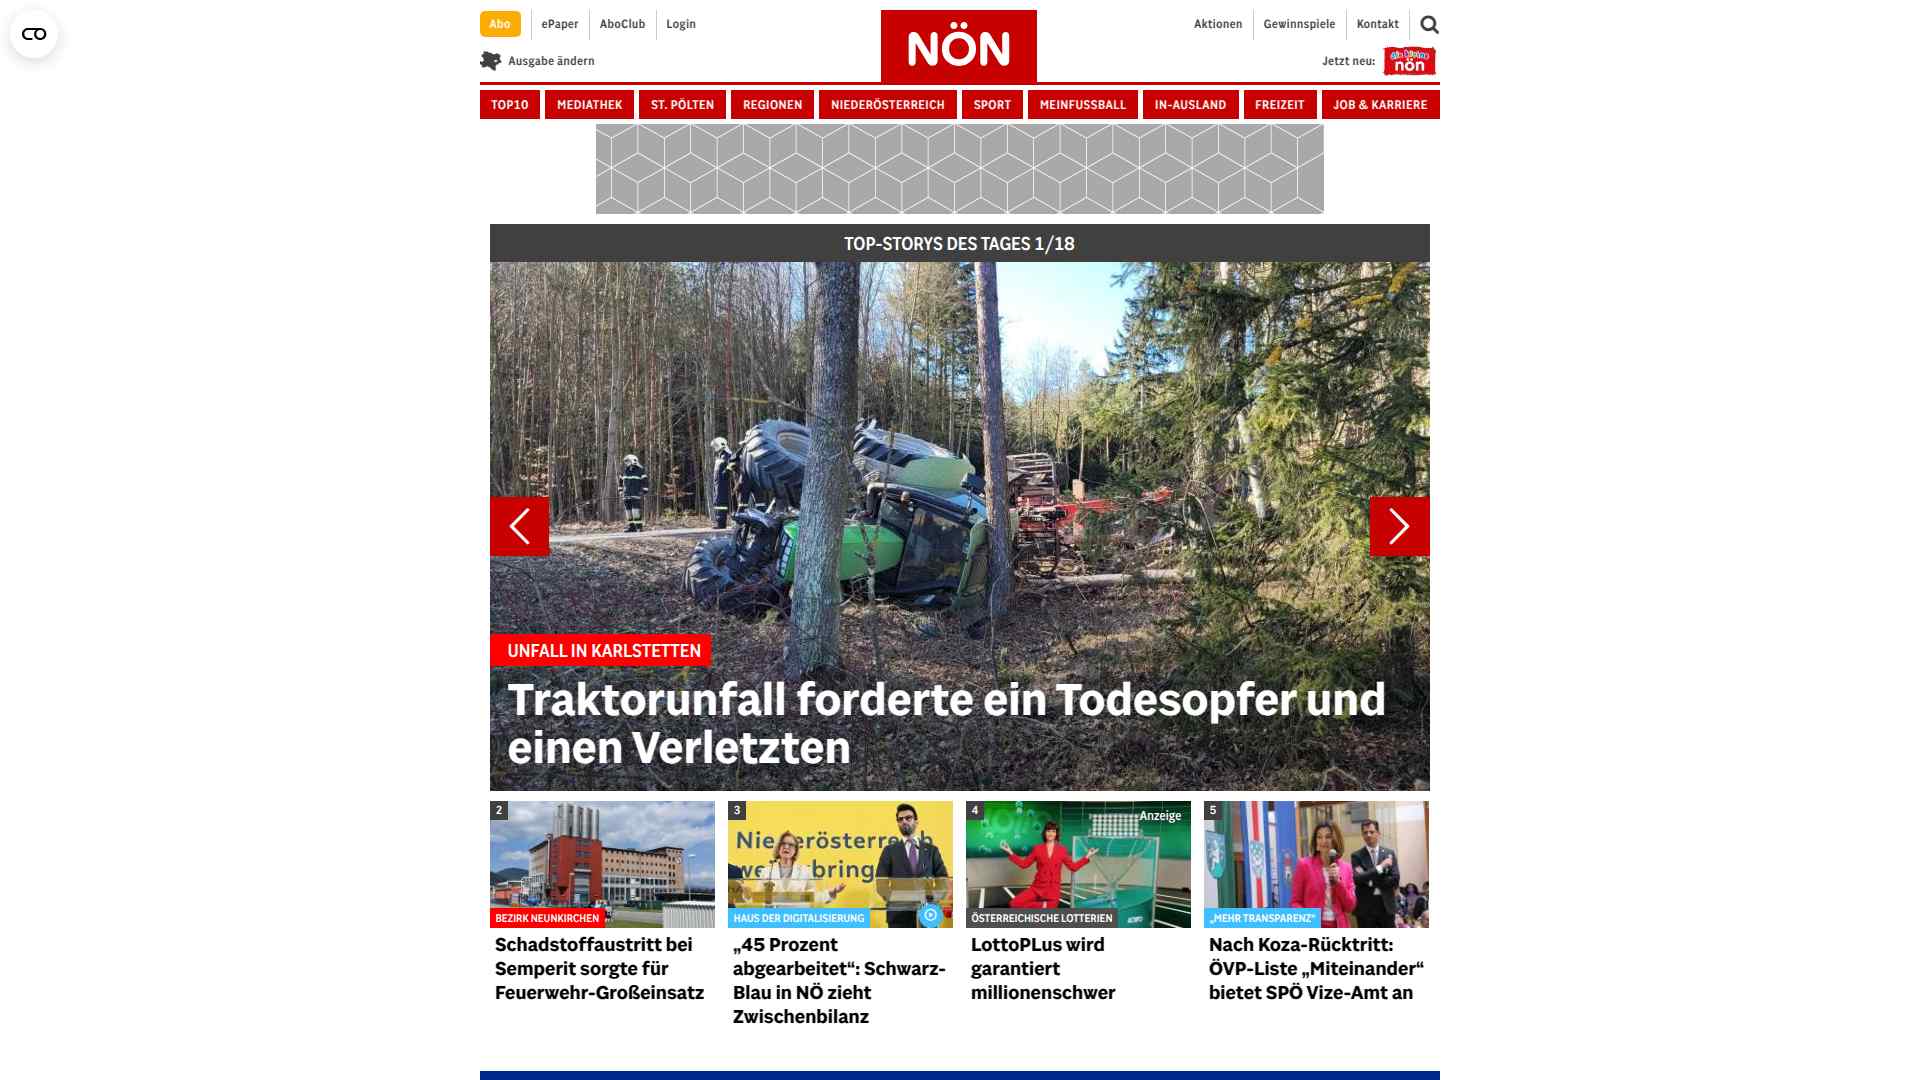 Abo
ePaper
AboClub
Login
NÖN
Aktionen
Gewinnspiele
Kontakt
Ausgabe ändern
Jetzt neu:
die kleine
nön
TOP10
MEDIATHEK
ST. PÖLTEN
REGIONEN
NIEDERÖSTERREICH
SPORT
MEINFUSSBALL
IN-AUSLAND
FREIZEIT
JOB & KARRIERE
TOP-STORYS DES TAGES 1/18
UNFALL IN KARLSTETTEN
Traktorunfall forderte ein Todesopfer und
einen Verletzten
2
BEZIRK NEUNKIRCHEN
Schadstoffaustritt bei
Semperit sorgte für
Feuerwehr-Großeinsatz
3
HAUS DER DIGITALISIERUNG
„45 Prozent
abgearbeitet“: Schwarz-
Blau in NÖ zieht
Zwischenbilanz
4
Anzeige
ÖSTERREICHISCHE LOTTERIEN
LottoPLus wird
garantiert
millionenschwer
5
„MEHR TRANSPARENZ“
Nach Koza-Rücktritt:
ÖVP-Liste „Miteinander“
bietet SPÖ Vize-Amt an